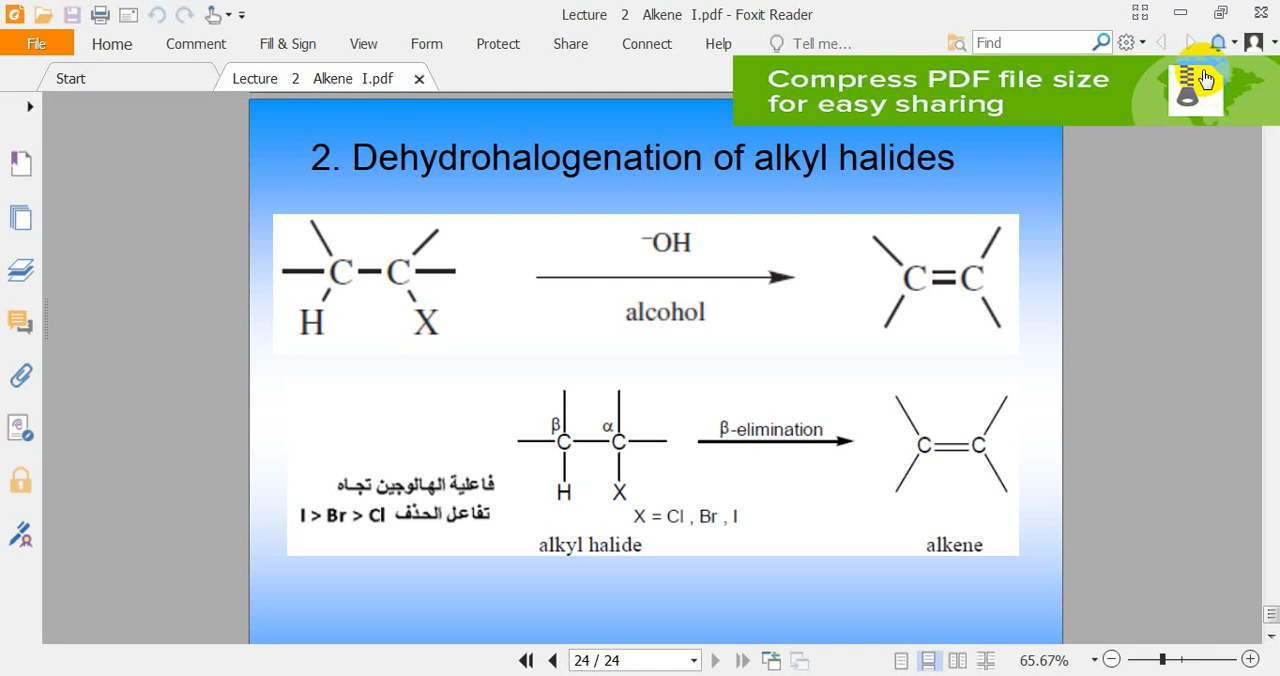 Lecture 2 Alkene I.pdf - Foxit Reader
File Home Comment Fill & Sign View Form Protect Share Connect Help Tell me… Find
Start Lecture 2 Alkene I.pdf
Compress PDF file size
for easy sharing
2. Dehydrohalogenation of alkyl halides
⁻OH
C C C=C
alcohol
H X
β α
β-elimination
C C C C
فاعلية الهالوجين تجاه
H X
تفاعل الحذف I > Br > Cl
X = Cl , Br , I
alkyl halide alkene
24 / 24 65.67%